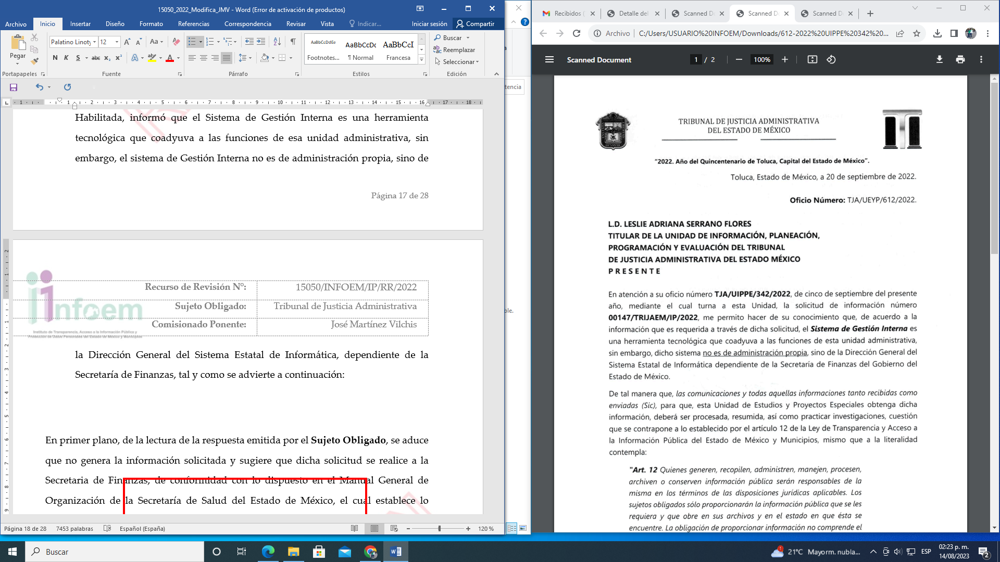 15050_2022_Modifica_JMV - Word (Error de activación de productos)
Archivo Inicio Insertar Diseño Formato Referencias Correspondencia Revisar Vista Indicar... Iniciar sesión Compartir
Palatino Linoty 12
Pegar
N K S abc x₂ x²
AaBbCcDdEe AaBbCcDc AaBbCcI
Footnotes... ¶ Normal Francesa
Buscar
Reemplazar
Seleccionar
Portapapeles Fuente Párrafo Estilos Edición
Habilitada, informó que el Sistema de Gestión Interna es una herramienta
tecnológica que coadyuva a las funciones de esa unidad administrativa, sin
embargo, el sistema de Gestión Interna no es de administración propia, sino de
Página 17 de 28
infoem
Instituto de Transparencia, Acceso a la Información Pública y
Protección de Datos Personales del Estado de México y Municipios
Recurso de Revisión N°: 15050/INFOEM/IP/RR/2022
Sujeto Obligado: Tribunal de Justicia Administrativa
Comisionado Ponente: José Martínez Vilchis
la Dirección General del Sistema Estatal de Informática, dependiente de la
Secretaría de Finanzas, tal y como se advierte a continuación:
En primer plano, de la lectura de la respuesta emitida por el Sujeto Obligado, se aduce
que no genera la información solicitada y sugiere que dicha solicitud se realice a la
Secretaria de Finanzas, de conformidad con lo dispuesto en el Manual General de
Organización de la Secretaría de Salud del Estado de México, el cual establece lo
Página 18 de 28 7453 palabras Español (España) 120 %
tencia
ble.
Recibidos ( Detalle del Scanned Do Scanned Do Scanned Do
Archivo C:/Users/USUARIO%20INFOEM/Downloads/612-2022%20UIPPE%20342%20...
Scanned Document 1 / 2 100%
TRIBUNAL DE JUSTICIA ADMINISTRATIVA
DEL ESTADO DE MÉXICO
"2022. Año del Quincentenario de Toluca, Capital del Estado de México".
Toluca, Estado de México, a 20 de septiembre de 2022.
Oficio Número: TJA/UEYP/612/2022.
L.D. LESLIE ADRIANA SERRANO FLORES
TITULAR DE LA UNIDAD DE INFORMACIÓN, PLANEACIÓN,
PROGRAMACIÓN Y EVALUACIÓN DEL TRIBUNAL
DE JUSTICIA ADMINISTRATIVA DEL ESTADO MÉXICO
P R E S E N T E
En atención a su oficio número TJA/UIPPE/342/2022, de cinco de septiembre del presente
año, mediante el cual turna a esta Unidad, la solicitud de información número
00147/TRIJAEM/IP/2022, me permito hacer de su conocimiento que, de acuerdo a la
información que es requerida a través de dicha solicitud, el Sistema de Gestión Interna es
una herramienta tecnológica que coadyuva a las funciones de esta unidad administrativa,
sin embargo, dicho sistema no es de administración propia, sino de la Dirección General del
Sistema Estatal de Informática dependiente de la Secretaría de Finanzas del Gobierno del
Estado de México.
De tal manera que, las comunicaciones y todas aquellas informaciones tanto recibidas como
enviadas (Sic), para que, esta Unidad de Estudios y Proyectos Especiales obtenga dicha
información, deberá ser procesada, resumida, así como practicar investigaciones, cuestión
que se contrapone a lo establecido por el artículo 12 de la Ley de Transparencia y Acceso a
la Información Pública del Estado de México y Municipios, mismo que a la literalidad
contempla:
"Art. 12 Quienes generen, recopilen, administren, manejen, procesen,
archiven o conserven información pública serán responsables de la
misma en los términos de las disposiciones jurídicas aplicables. Los
sujetos obligados sólo proporcionarán la información pública que se les
requiera y que obre en sus archivos y en el estado en que ésta se
encuentre. La obligación de proporcionar información no comprende el
Buscar
21°C Mayorm. nubla... ESP 02:23 p. m.
14/08/2023